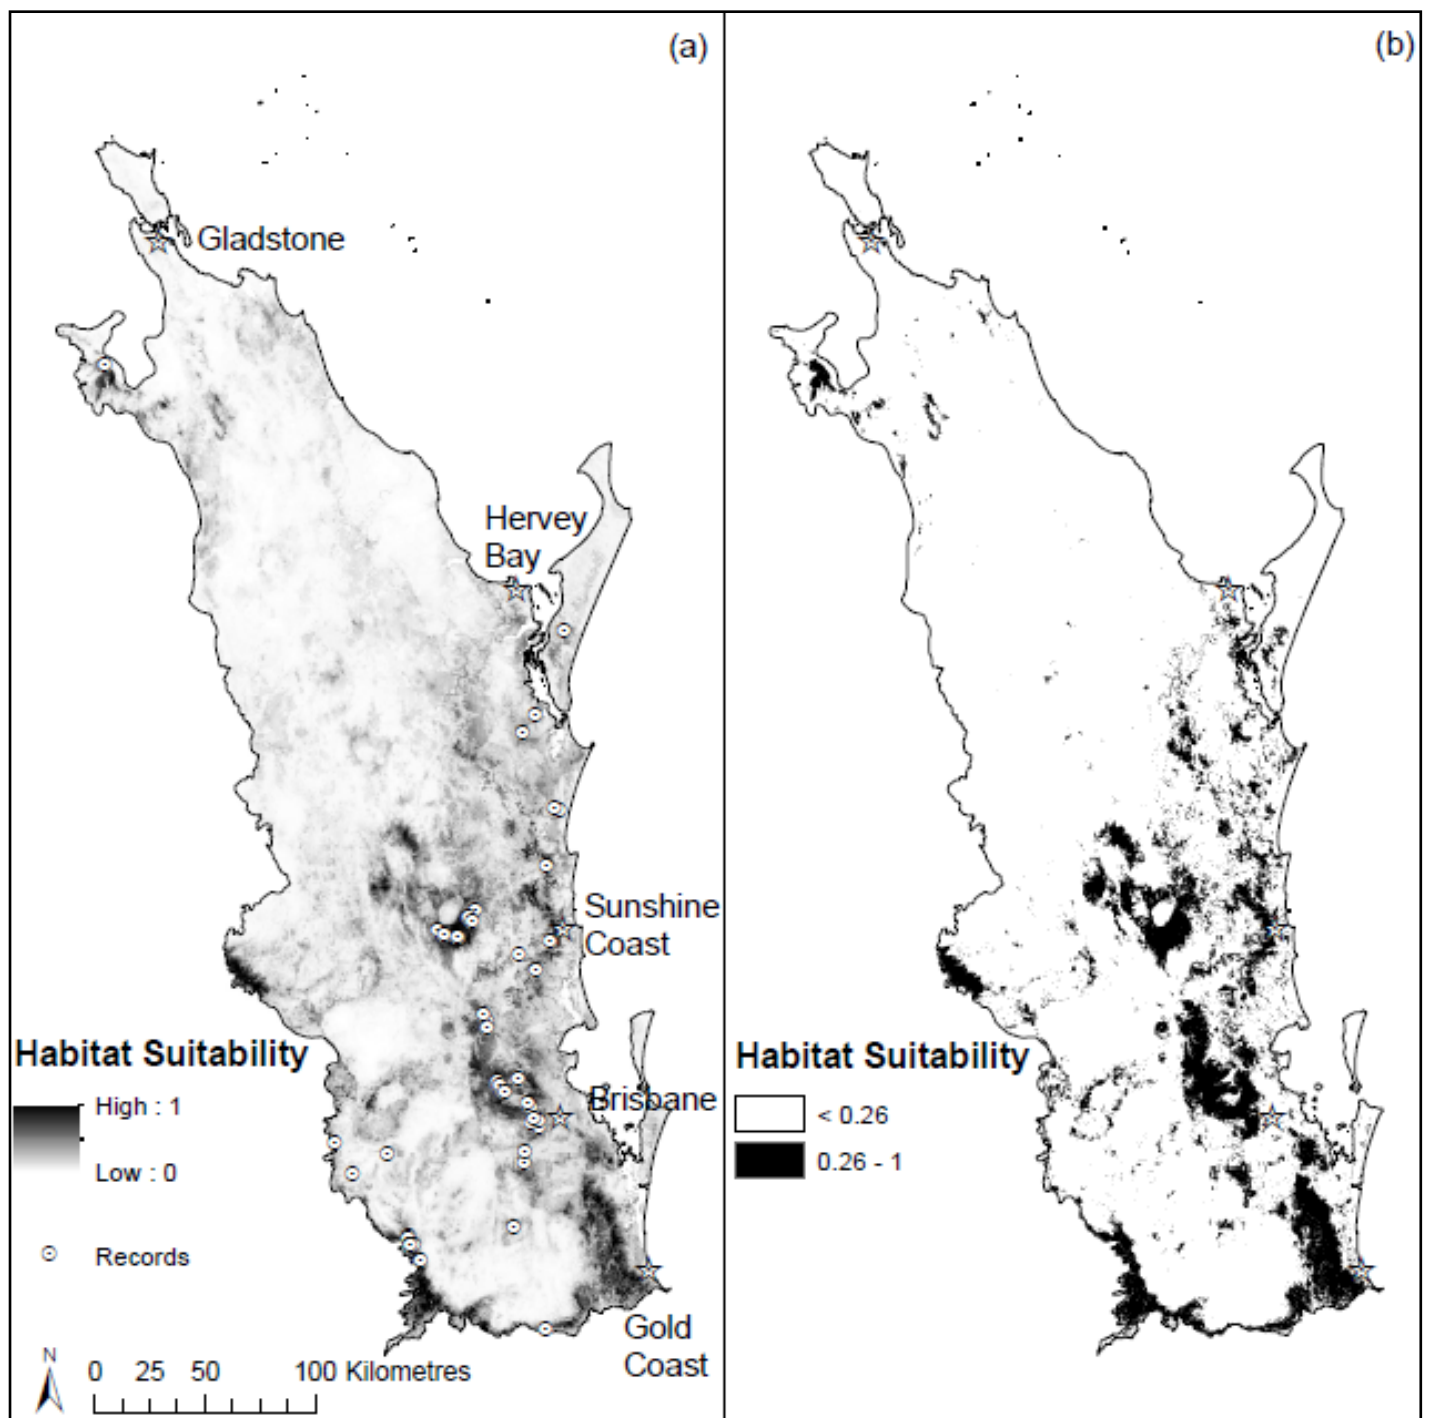 (a)
Gladstone
Hervey
Bay
Sunshine
Coast
Habitat Suitability
High : 1
Low : 0
Brisbane
Records
Gold
Coast
N
0 25 50 100 Kilometres
(b)
Habitat Suitability
< 0.26
0.26 - 1